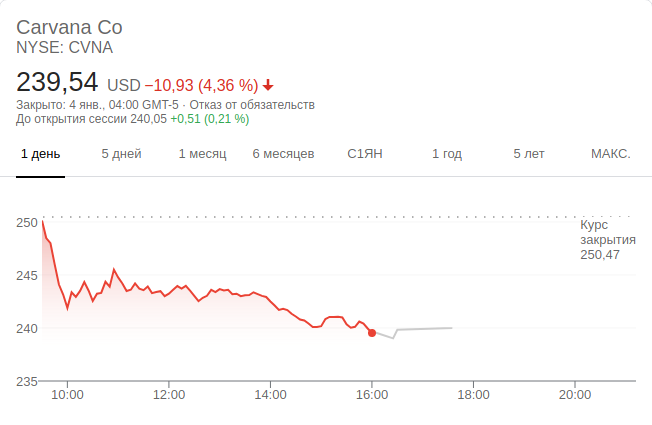 Carvana Co
NYSE: CVNA
239,54 USD −10,93 (4,36 %)
Закрыто: 4 янв., 04:00 GMT-5 · Отказ от обязательств
До открытия сессии 240,05 +0,51 (0,21 %)
1 день 5 дней 1 месяц 6 месяцев С1ЯН 1 год 5 лет МАКС.
250
Курс
закрытия
250,47
245
240
235
10:00 12:00 14:00 16:00 18:00 20:00